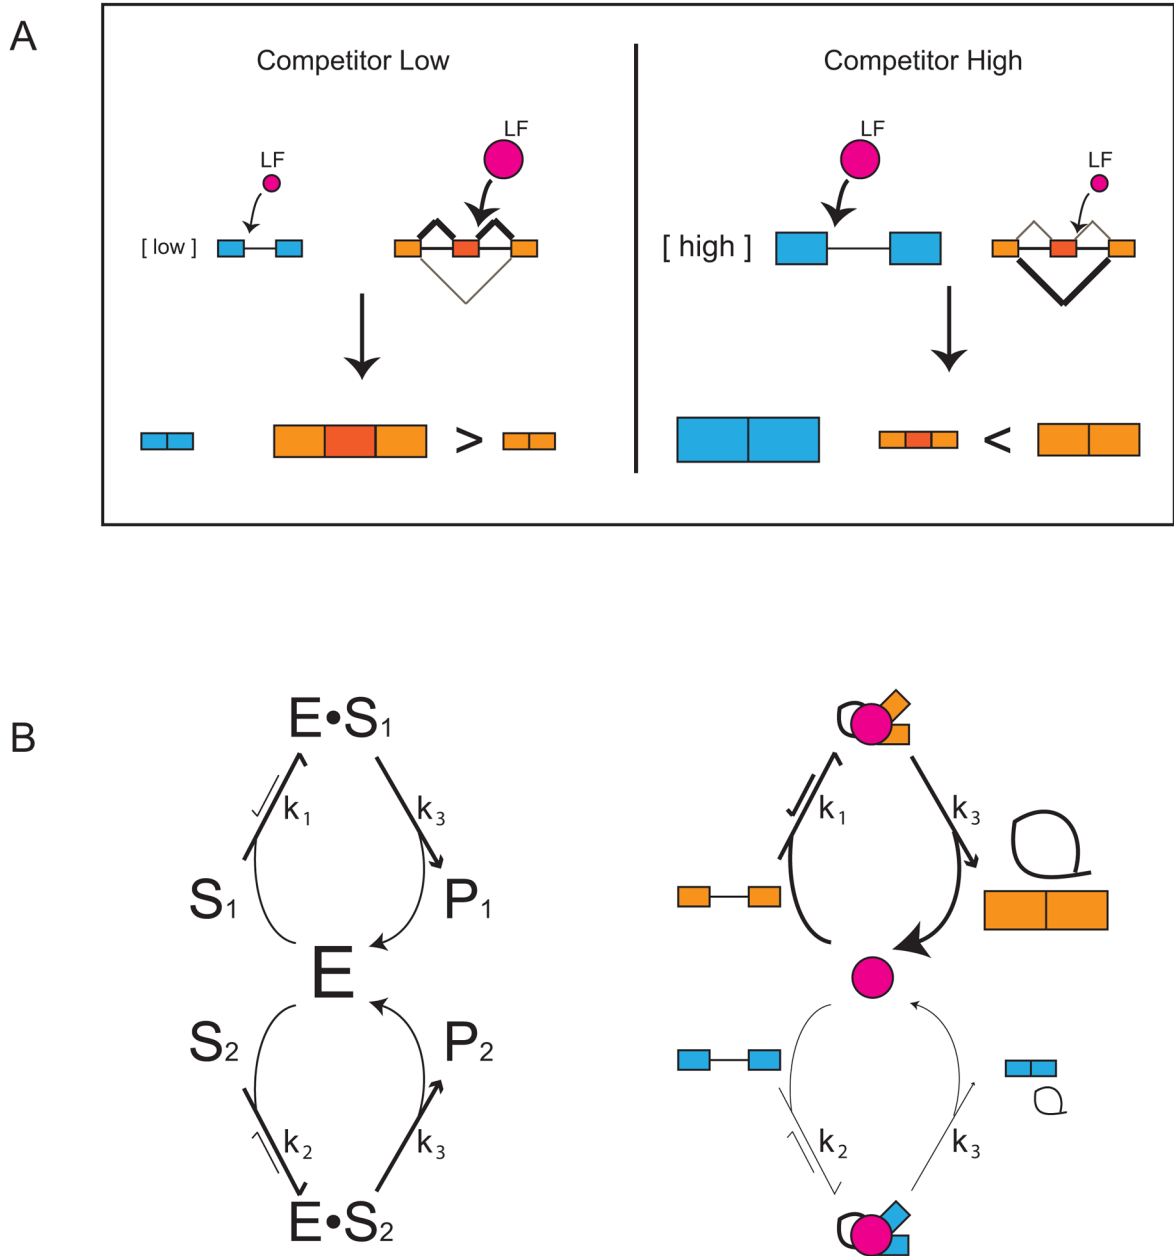 A
Competitor Low
Competitor High
LF
LF
LF
LF
[ low ]
[ high ]
>
<
B
E•S1
k1
k3
S1
P1
E
S2
P2
k2
k3
E•S2
k1
k3
k2
k3